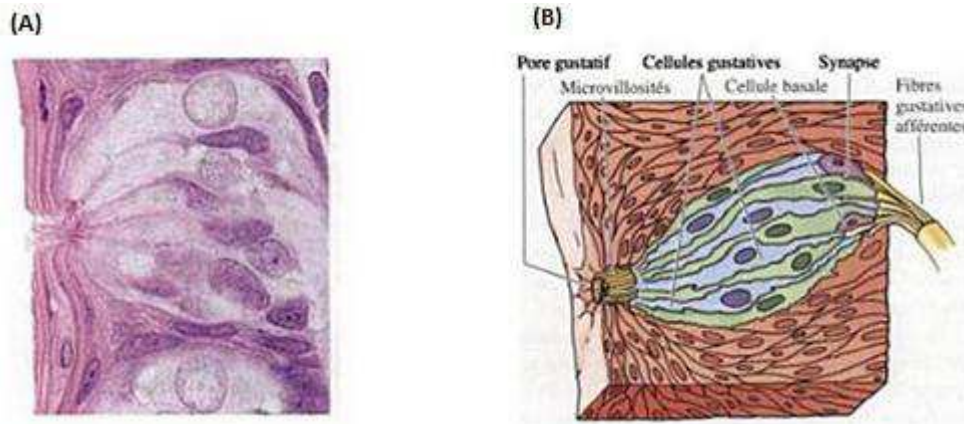 (A)
(B)
Pore gustatif
Cellules gustatives
Synapse
Microvillosités
Cellule basale
Fibres
gustatives
afférentes